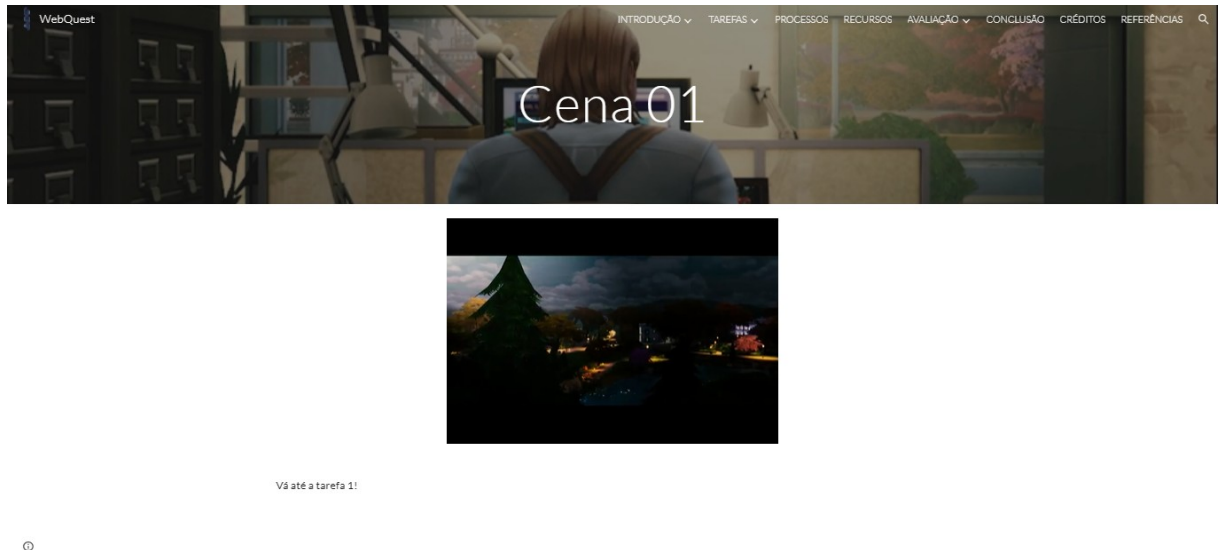 WebQuest
INTRODUÇÃO TAREFAS PROCESSOS RECURSOS AVALIAÇÃO CONCLUSÃO CRÉDITOS REFERÊNCIAS
Cena 01
Vá até a tarefa 1!